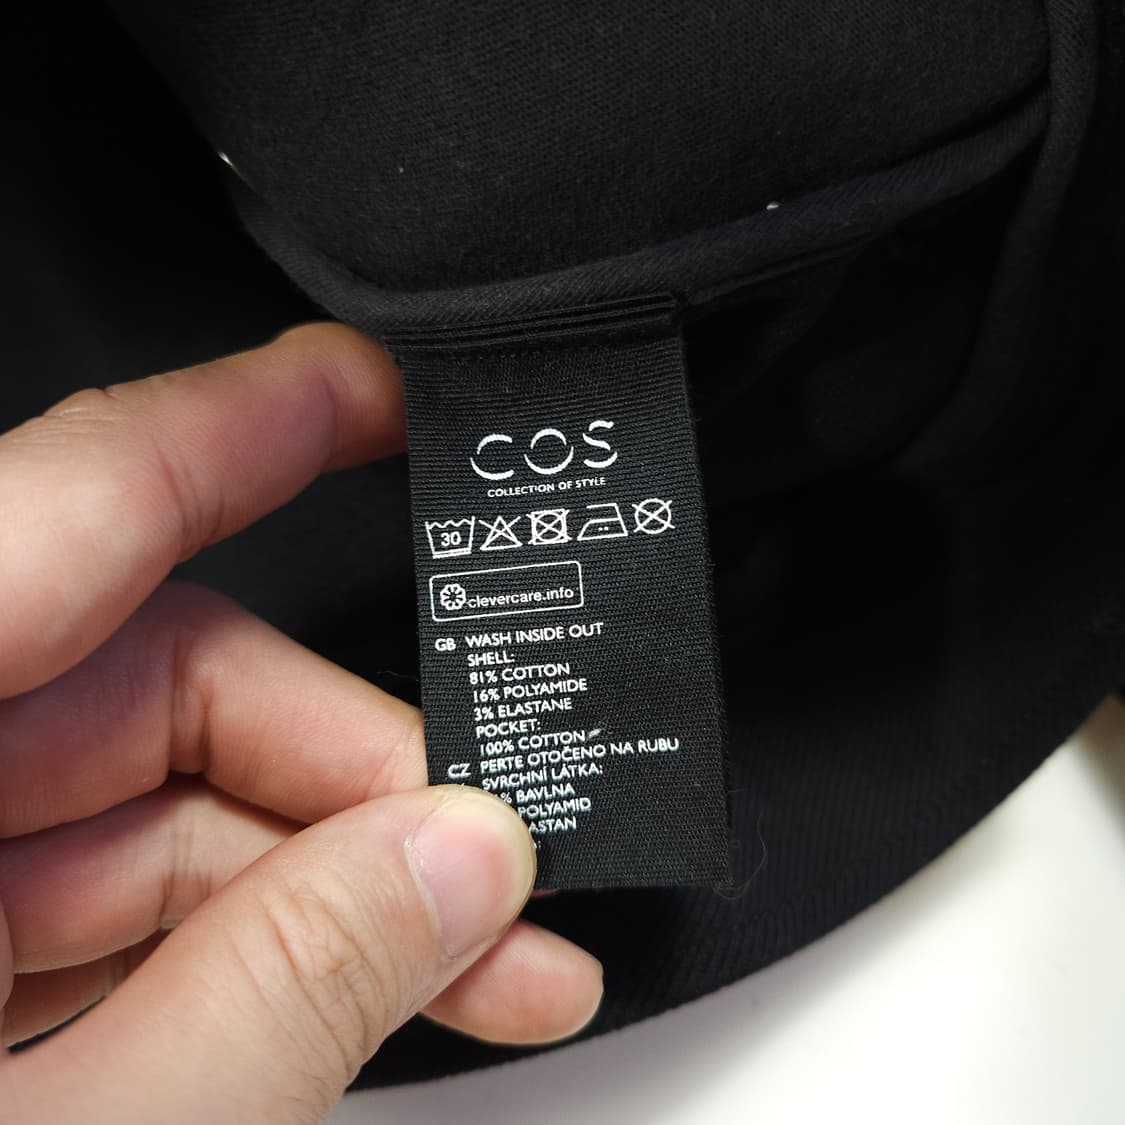 COS
COLLECTION OF STYLE
30
clevercare.info
GB WASH INSIDE OUT
SHELL:
81% COTTON
16% POLYAMIDE
3% ELASTANE
POCKET:
100% COTTON
CZ PERTE OTOČENO NA RUBU
SVRCHNÍ LÁTKA:
% BAVLNA
POLYAMID